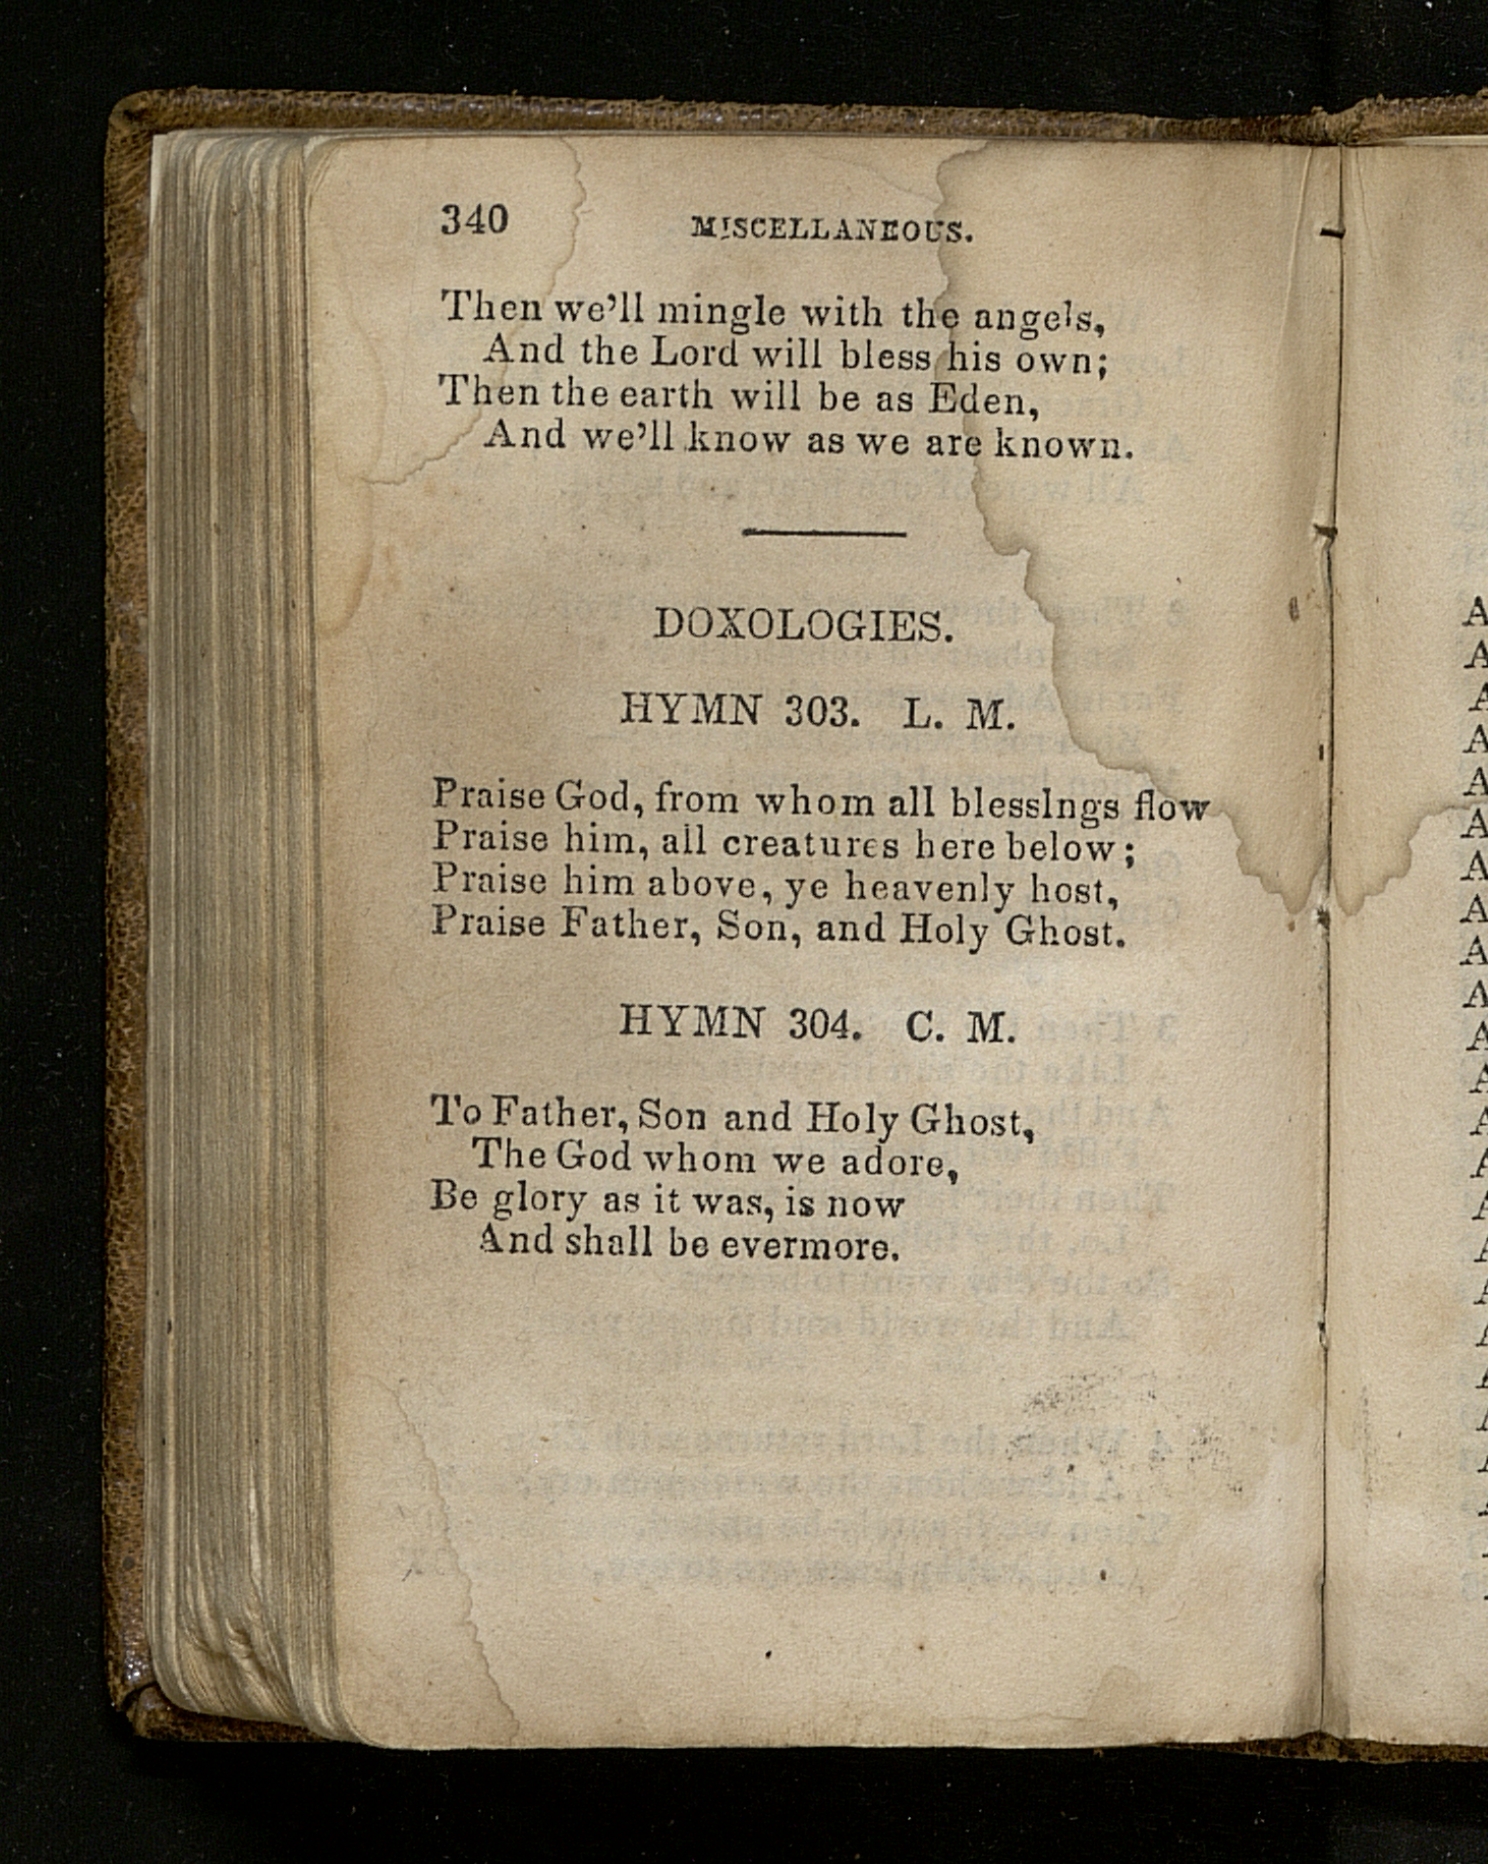 340 MISCELLANEOUS.
Then we'll mingle with the angels,
And the Lord will bless his own;
Then the earth will be as Eden,
And we'll know as we are known.
DOXOLOGIES.
HYMN 303. L. M.
Praise God, from whom all blessIngs flow
Praise him, all creatures here below;
Praise him above, ye heavenly host,
Praise Father, Son, and Holy Ghost.
HYMN 304. C. M.
To Father, Son and Holy Ghost,
The God whom we adore,
Be glory as it was, is now
And shall be evermore.